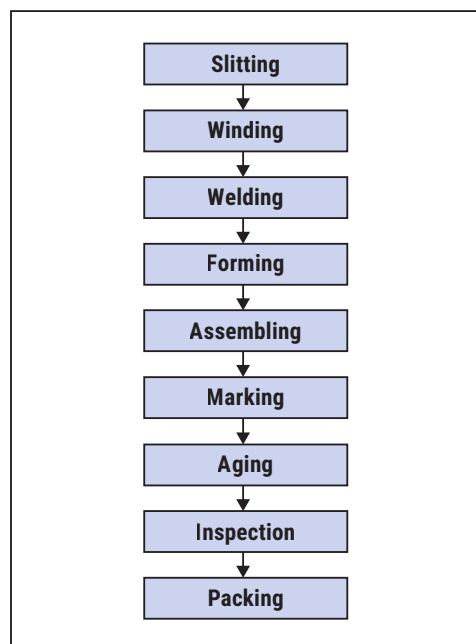 Slitting
Winding
Welding
Forming
Assembling
Marking
Aging
Inspection
Packing